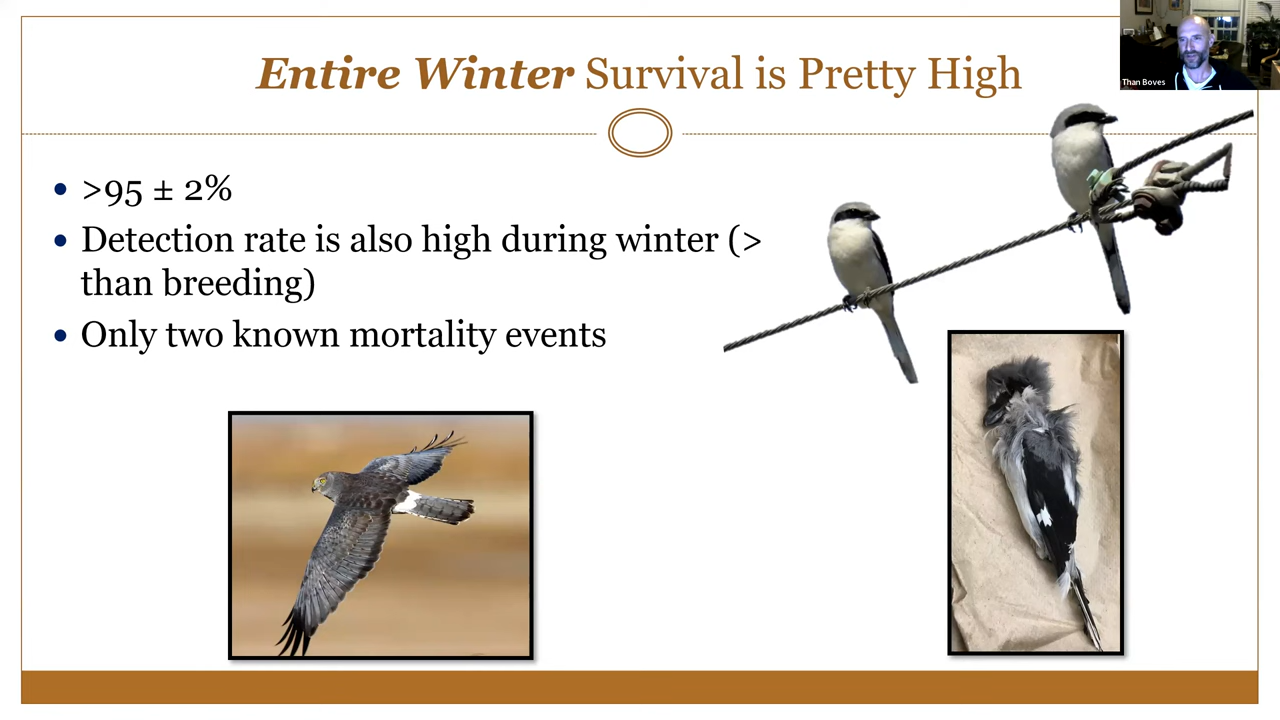 Entire Winter Survival is Pretty High
Than Boves
>95 ± 2%
Detection rate is also high during winter (>
than breeding)
Only two known mortality events